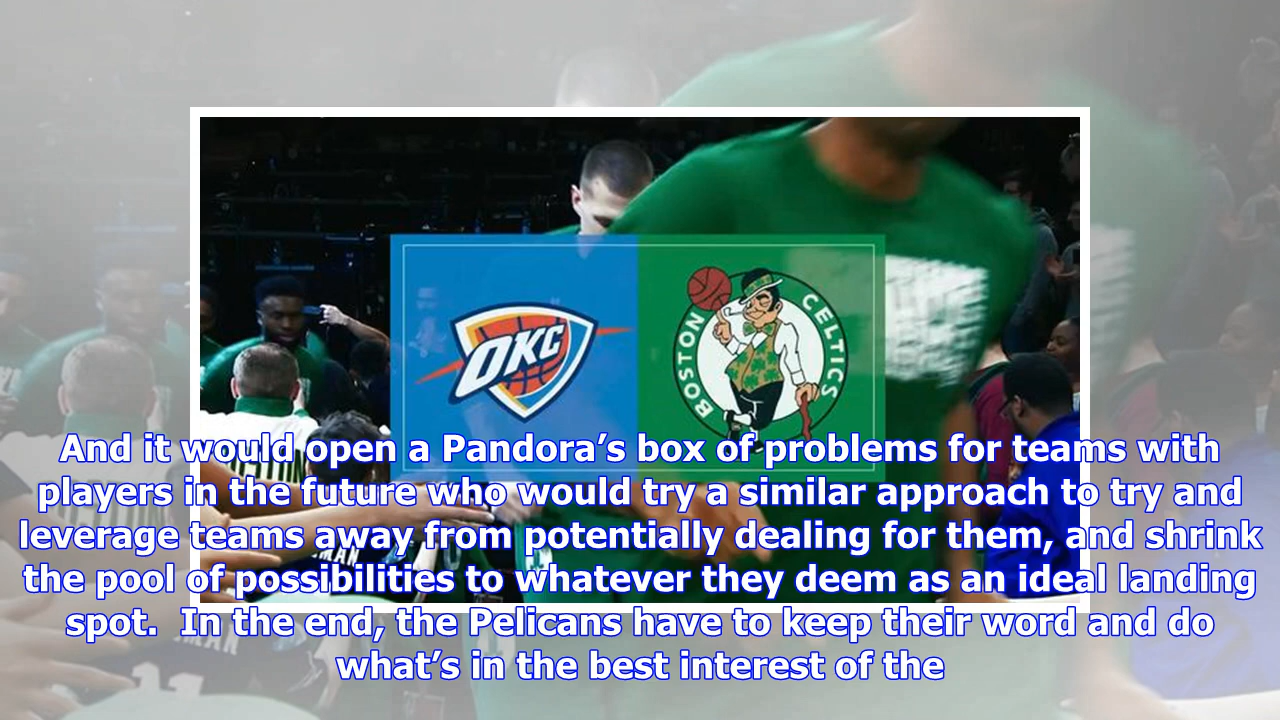 OKC
BOSTON CELTICS
And it would open a Pandora’s box of problems for teams with
players in the future who would try a similar approach to try and
leverage teams away from potentially dealing for them, and shrink
the pool of possibilities to whatever they deem as an ideal landing
spot.  In the end, the Pelicans have to keep their word and do
what’s in the best interest of the